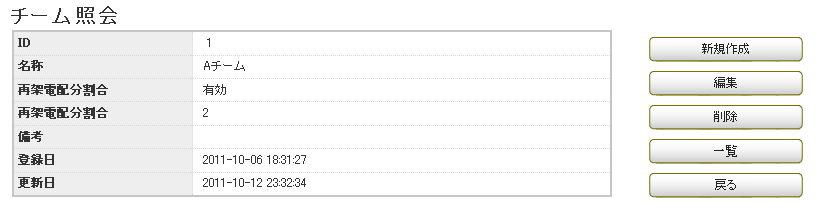 チーム照会
ID 1
名称 Aチーム
再架電配分割合 有効
再架電配分割合 2
備考
登録日 2011-10-06 18:31:27
更新日 2011-10-12 23:32:34
新規作成
編集
削除
一覧
戻る